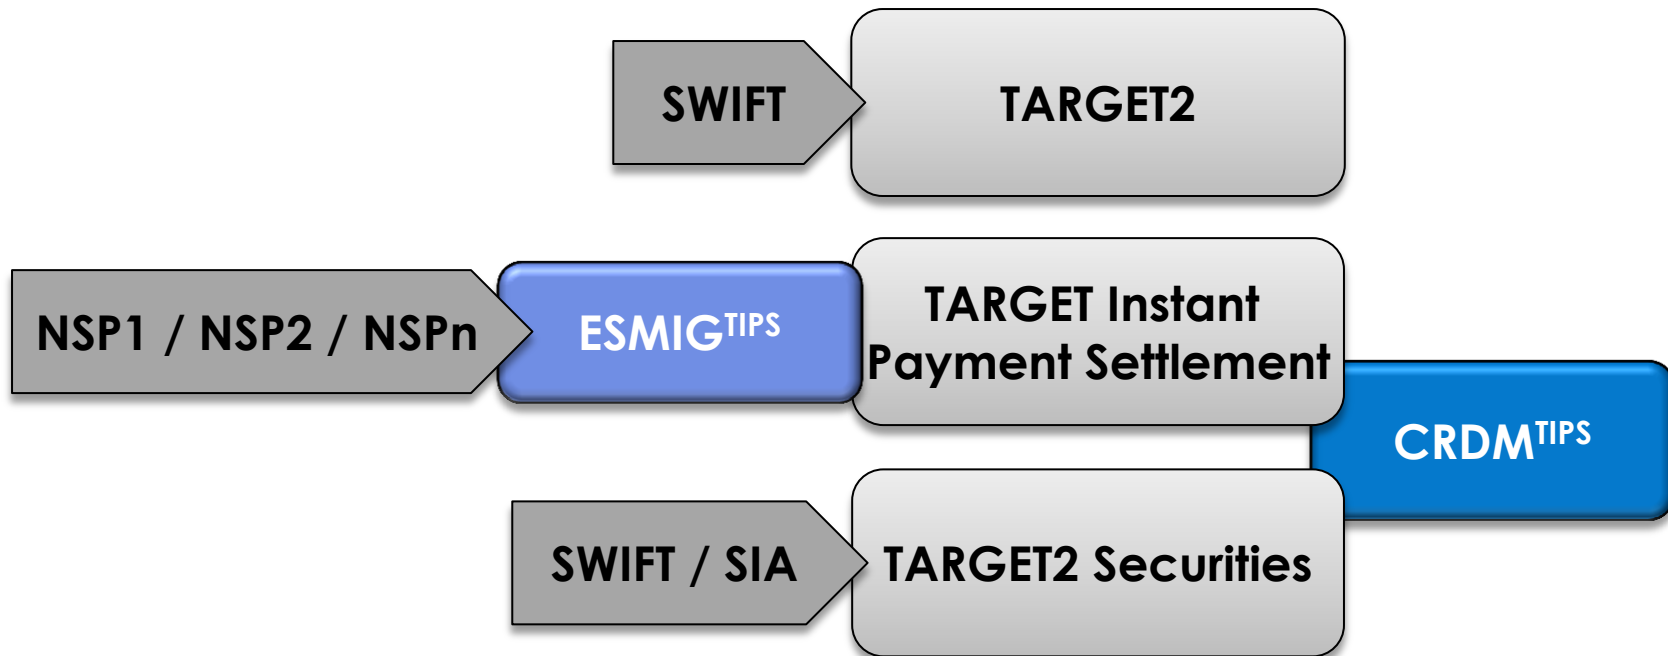 SWIFT
TARGET2
NSP1 / NSP2 / NSPn
ESMIGTIPS
TARGET Instant
Payment Settlement
CRDMTIPS
SWIFT / SIA
TARGET2 Securities